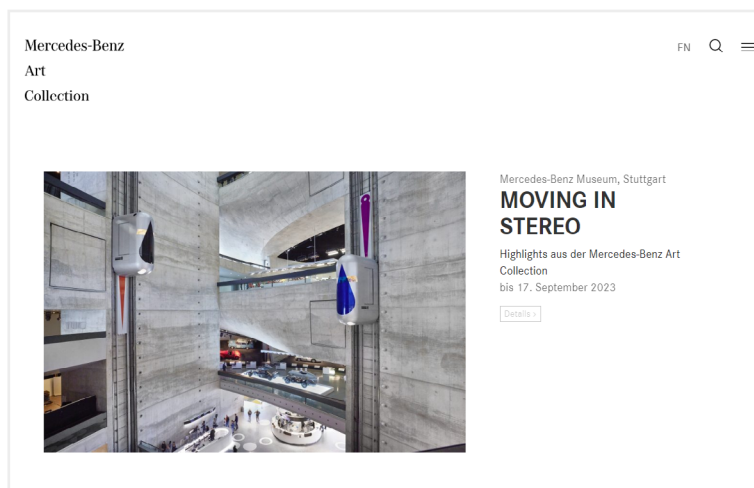 Mercedes-Benz
Art
Collection
EN
Mercedes-Benz Museum, Stuttgart
MOVING IN
STEREO
Highlights aus der Mercedes-Benz Art
Collection
bis 17. September 2023
Details ›